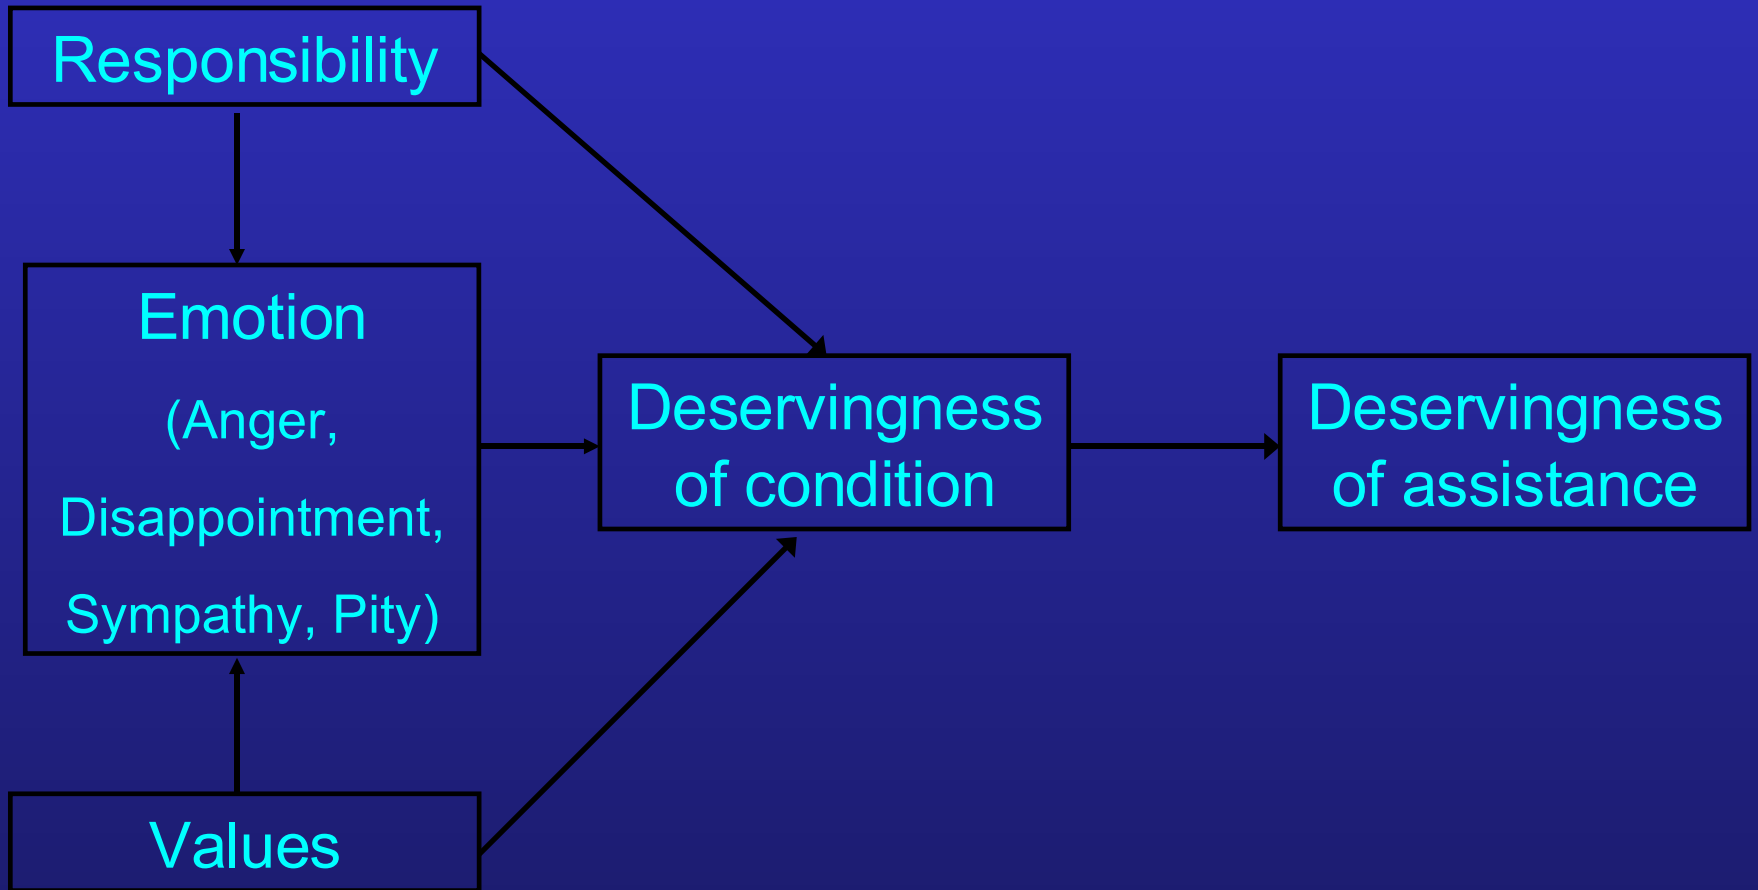 Responsibility
Emotion
(Anger,
Disappointment,
Sympathy, Pity)
Deservingness
of condition
Deservingness
of assistance
Values